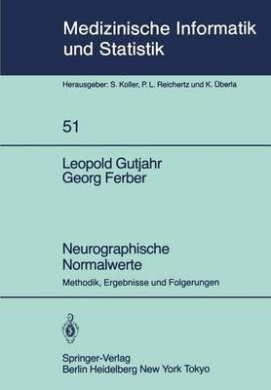 Medizinische Informatik
und Statistik
Herausgeber: S. Koller, P. L. Reichertz und K. Überla
51
Leopold Gutjahr
Georg Ferber
Neurographische
Normalwerte
Methodik, Ergebnisse und Folgerungen
Springer-Verlag
Berlin Heidelberg New York Tokyo